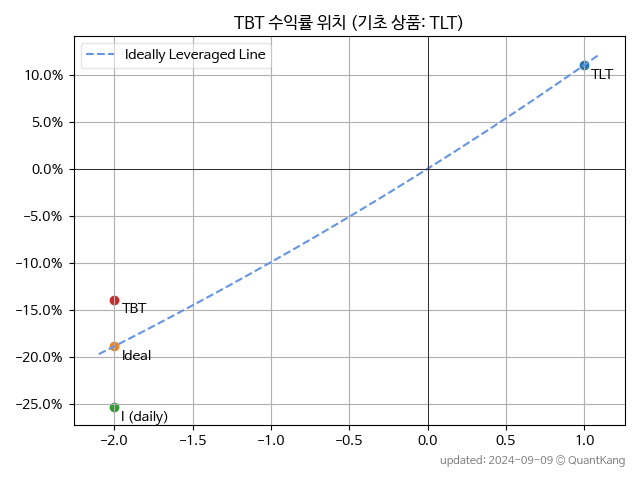 TBT 수익률 위치 (기초 상품: TLT)
Ideally Leveraged Line
10.0%
5.0%
0.0%
−5.0%
−10.0%
−15.0%
−20.0%
−25.0%
TLT
TBT
Ideal
I (daily)
−2.0 −1.5 −1.0 −0.5 0.0 0.5 1.0
updated: 2024-09-09 © QuantKang